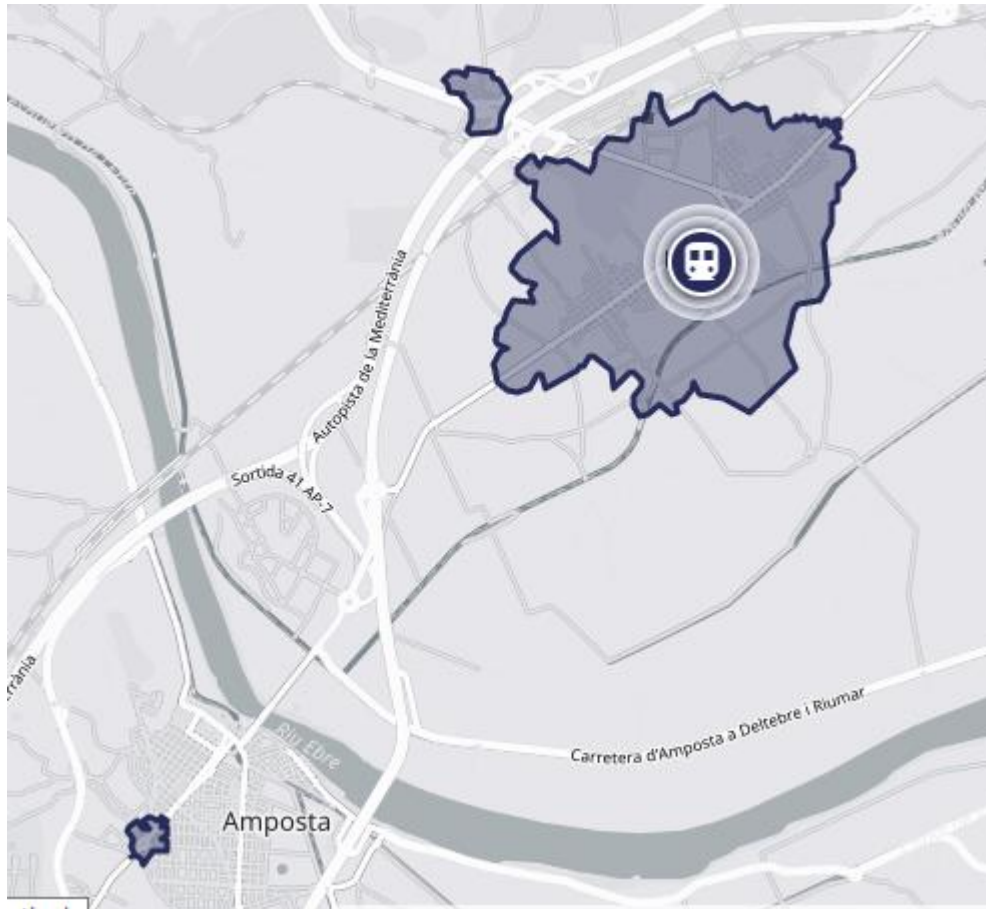 Autopista de la Mediterrània
Sortida 41 AP-7
Riu Ebre
Carretera d'Amposta a Deltebre i Riumar
Amposta